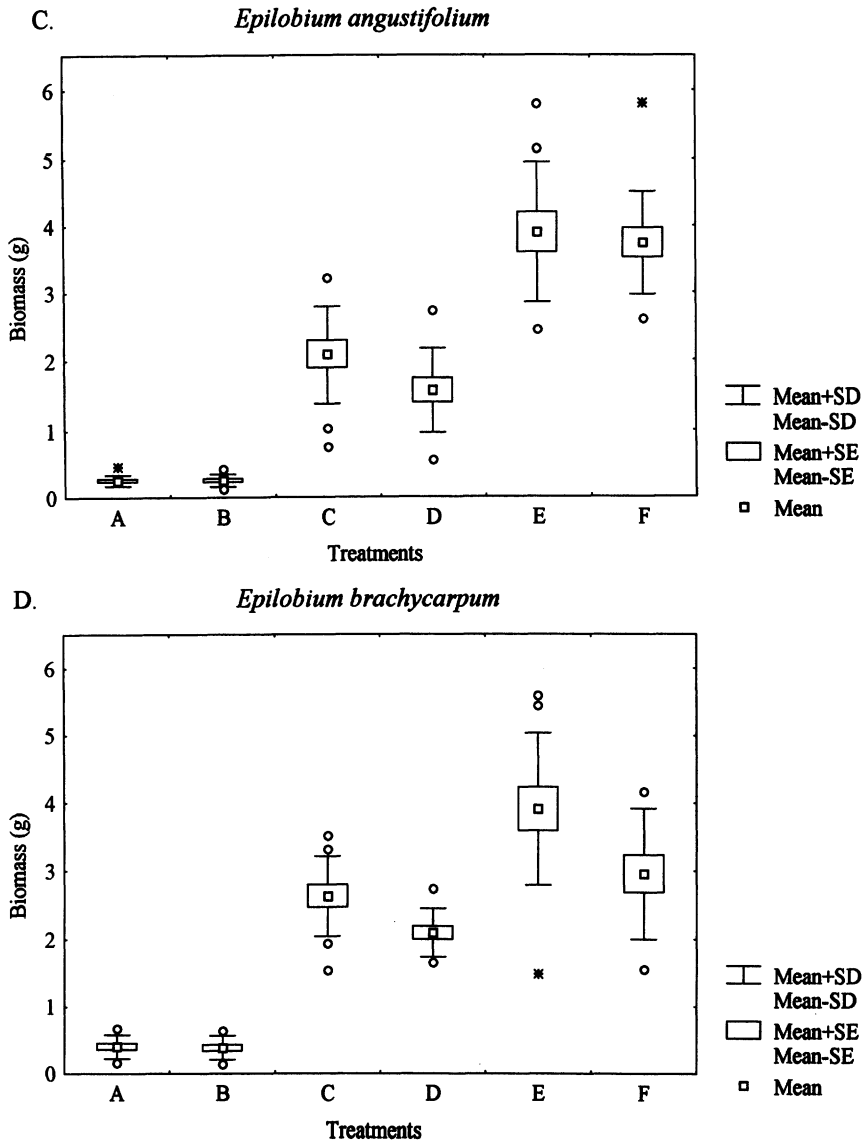 C.
Epilobium angustifolium
6
5
4
3
2
1
0
Biomass (g)
A B C D E F
Treatments
Mean+SD
Mean-SD
Mean+SE
Mean-SE
Mean
D.
Epilobium brachycarpum
6
5
4
3
2
1
0
Biomass (g)
A B C D E F
Treatments
Mean+SD
Mean-SD
Mean+SE
Mean-SE
Mean